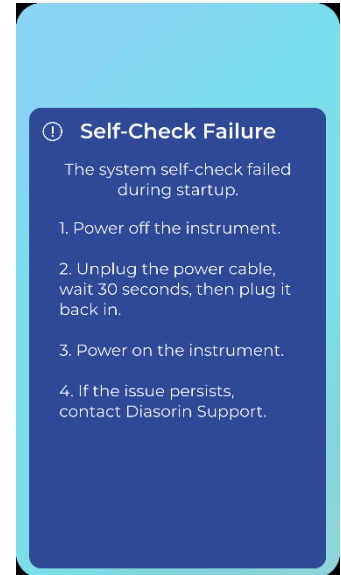 Self-Check Failure
The system self-check failed
during startup.
1. Power off the instrument.
2. Unplug the power cable,
wait 30 seconds, then plug it
back in.
3. Power on the instrument.
4. If the issue persists,
contact Diasorin Support.